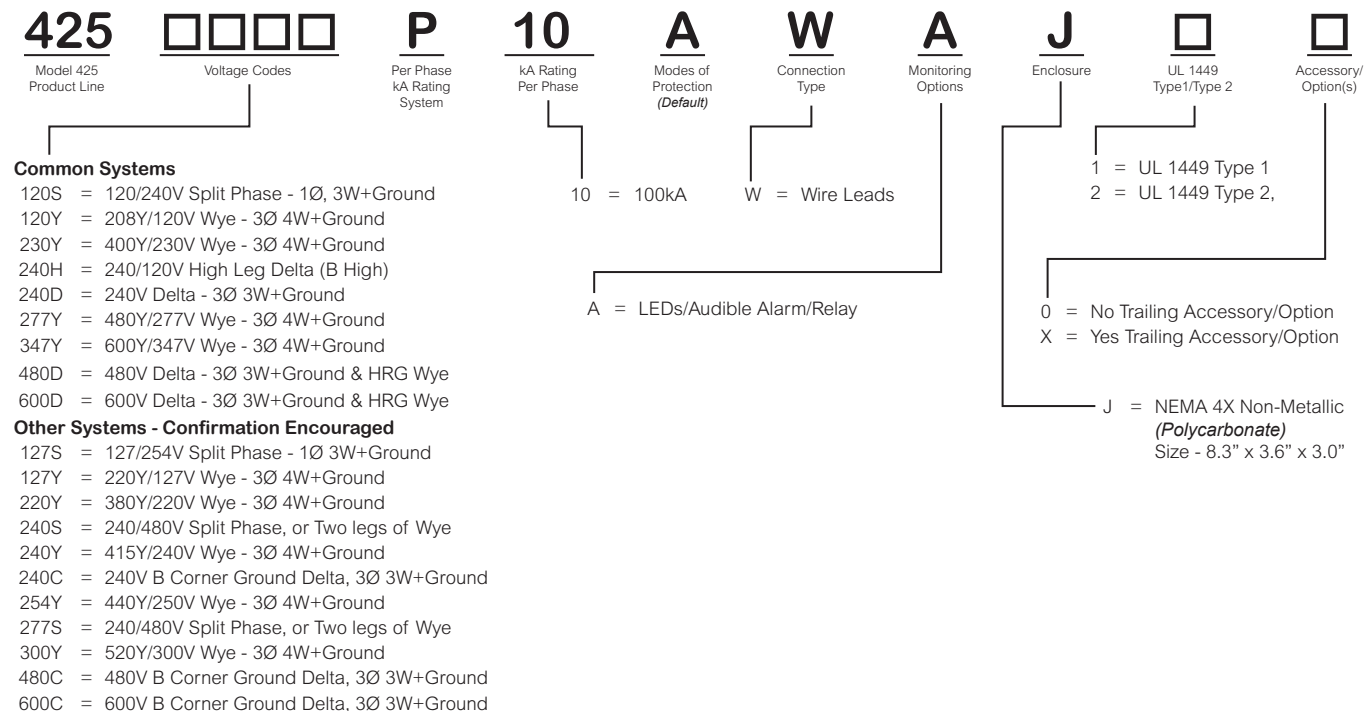 425 □□□□ P 10 A W A J □ □
Model 425
Product Line
Voltage Codes
Per Phase
kA Rating
System
kA Rating
Per Phase
Modes of
Protection
(Default)
Connection
Type
Monitoring
Options
Enclosure
UL 1449
Type1/Type 2
Accessory/
Option(s)
Common Systems
120S = 120/240V Split Phase - 1Ø, 3W+Ground
120Y = 208Y/120V Wye - 3Ø 4W+Ground
230Y = 400Y/230V Wye - 3Ø 4W+Ground
240H = 240/120V High Leg Delta (B High)
240D = 240V Delta - 3Ø 3W+Ground
277Y = 480Y/277V Wye - 3Ø 4W+Ground
347Y = 600Y/347V Wye - 3Ø 4W+Ground
480D = 480V Delta - 3Ø 3W+Ground & HRG Wye
600D = 600V Delta - 3Ø 3W+Ground & HRG Wye
Other Systems - Confirmation Encouraged
127S = 127/254V Split Phase - 1Ø 3W+Ground
127Y = 220Y/127V Wye - 3Ø 4W+Ground
220Y = 380Y/220V Wye - 3Ø 4W+Ground
240S = 240/480V Split Phase, or Two legs of Wye
240Y = 415Y/240V Wye - 3Ø 4W+Ground
240C = 240V B Corner Ground Delta, 3Ø 3W+Ground
254Y = 440Y/250V Wye - 3Ø 4W+Ground
277S = 240/480V Split Phase, or Two legs of Wye
300Y = 520Y/300V Wye - 3Ø 4W+Ground
480C = 480V B Corner Ground Delta, 3Ø 3W+Ground
600C = 600V B Corner Ground Delta, 3Ø 3W+Ground
10 = 100kA
W = Wire Leads
A = LEDs/Audible Alarm/Relay
1 = UL 1449 Type 1
2 = UL 1449 Type 2,
0 = No Trailing Accessory/Option
X = Yes Trailing Accessory/Option
J = NEMA 4X Non-Metallic
(Polycarbonate)
Size - 8.3” x 3.6” x 3.0”